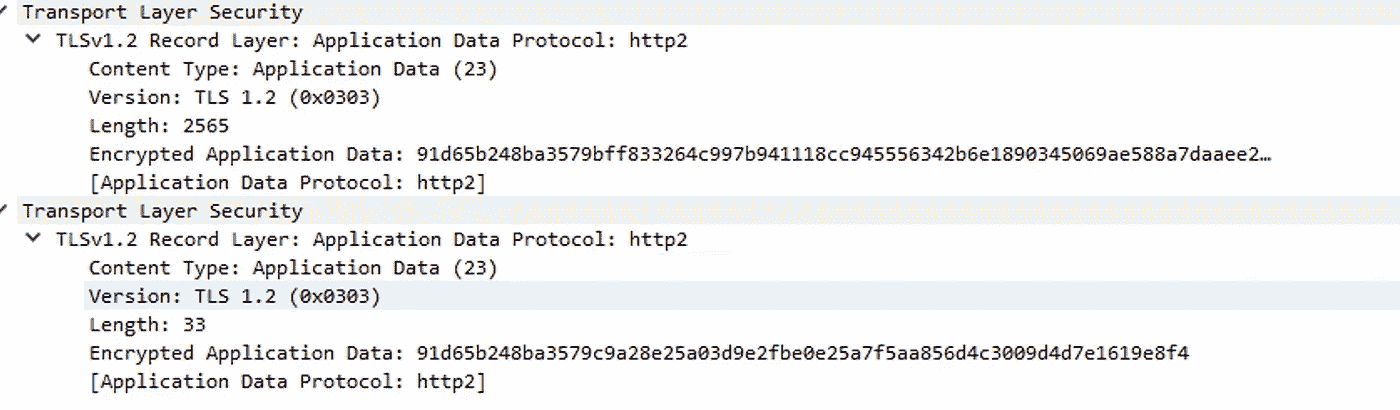 Transport Layer Security
TLSv1.2 Record Layer: Application Data Protocol: http2
Content Type: Application Data (23)
Version: TLS 1.2 (0x0303)
Length: 2565
Encrypted Application Data: 91d65b248ba3579bff833264c997b941118cc945556342b6e1890345069ae588a7daaee2…
[Application Data Protocol: http2]
Transport Layer Security
TLSv1.2 Record Layer: Application Data Protocol: http2
Content Type: Application Data (23)
Version: TLS 1.2 (0x0303)
Length: 33
Encrypted Application Data: 91d65b248ba3579c9a28e25a03d9e2fbe0e25a7f5aa856d4c3009d4d7e1619e8f4
[Application Data Protocol: http2]